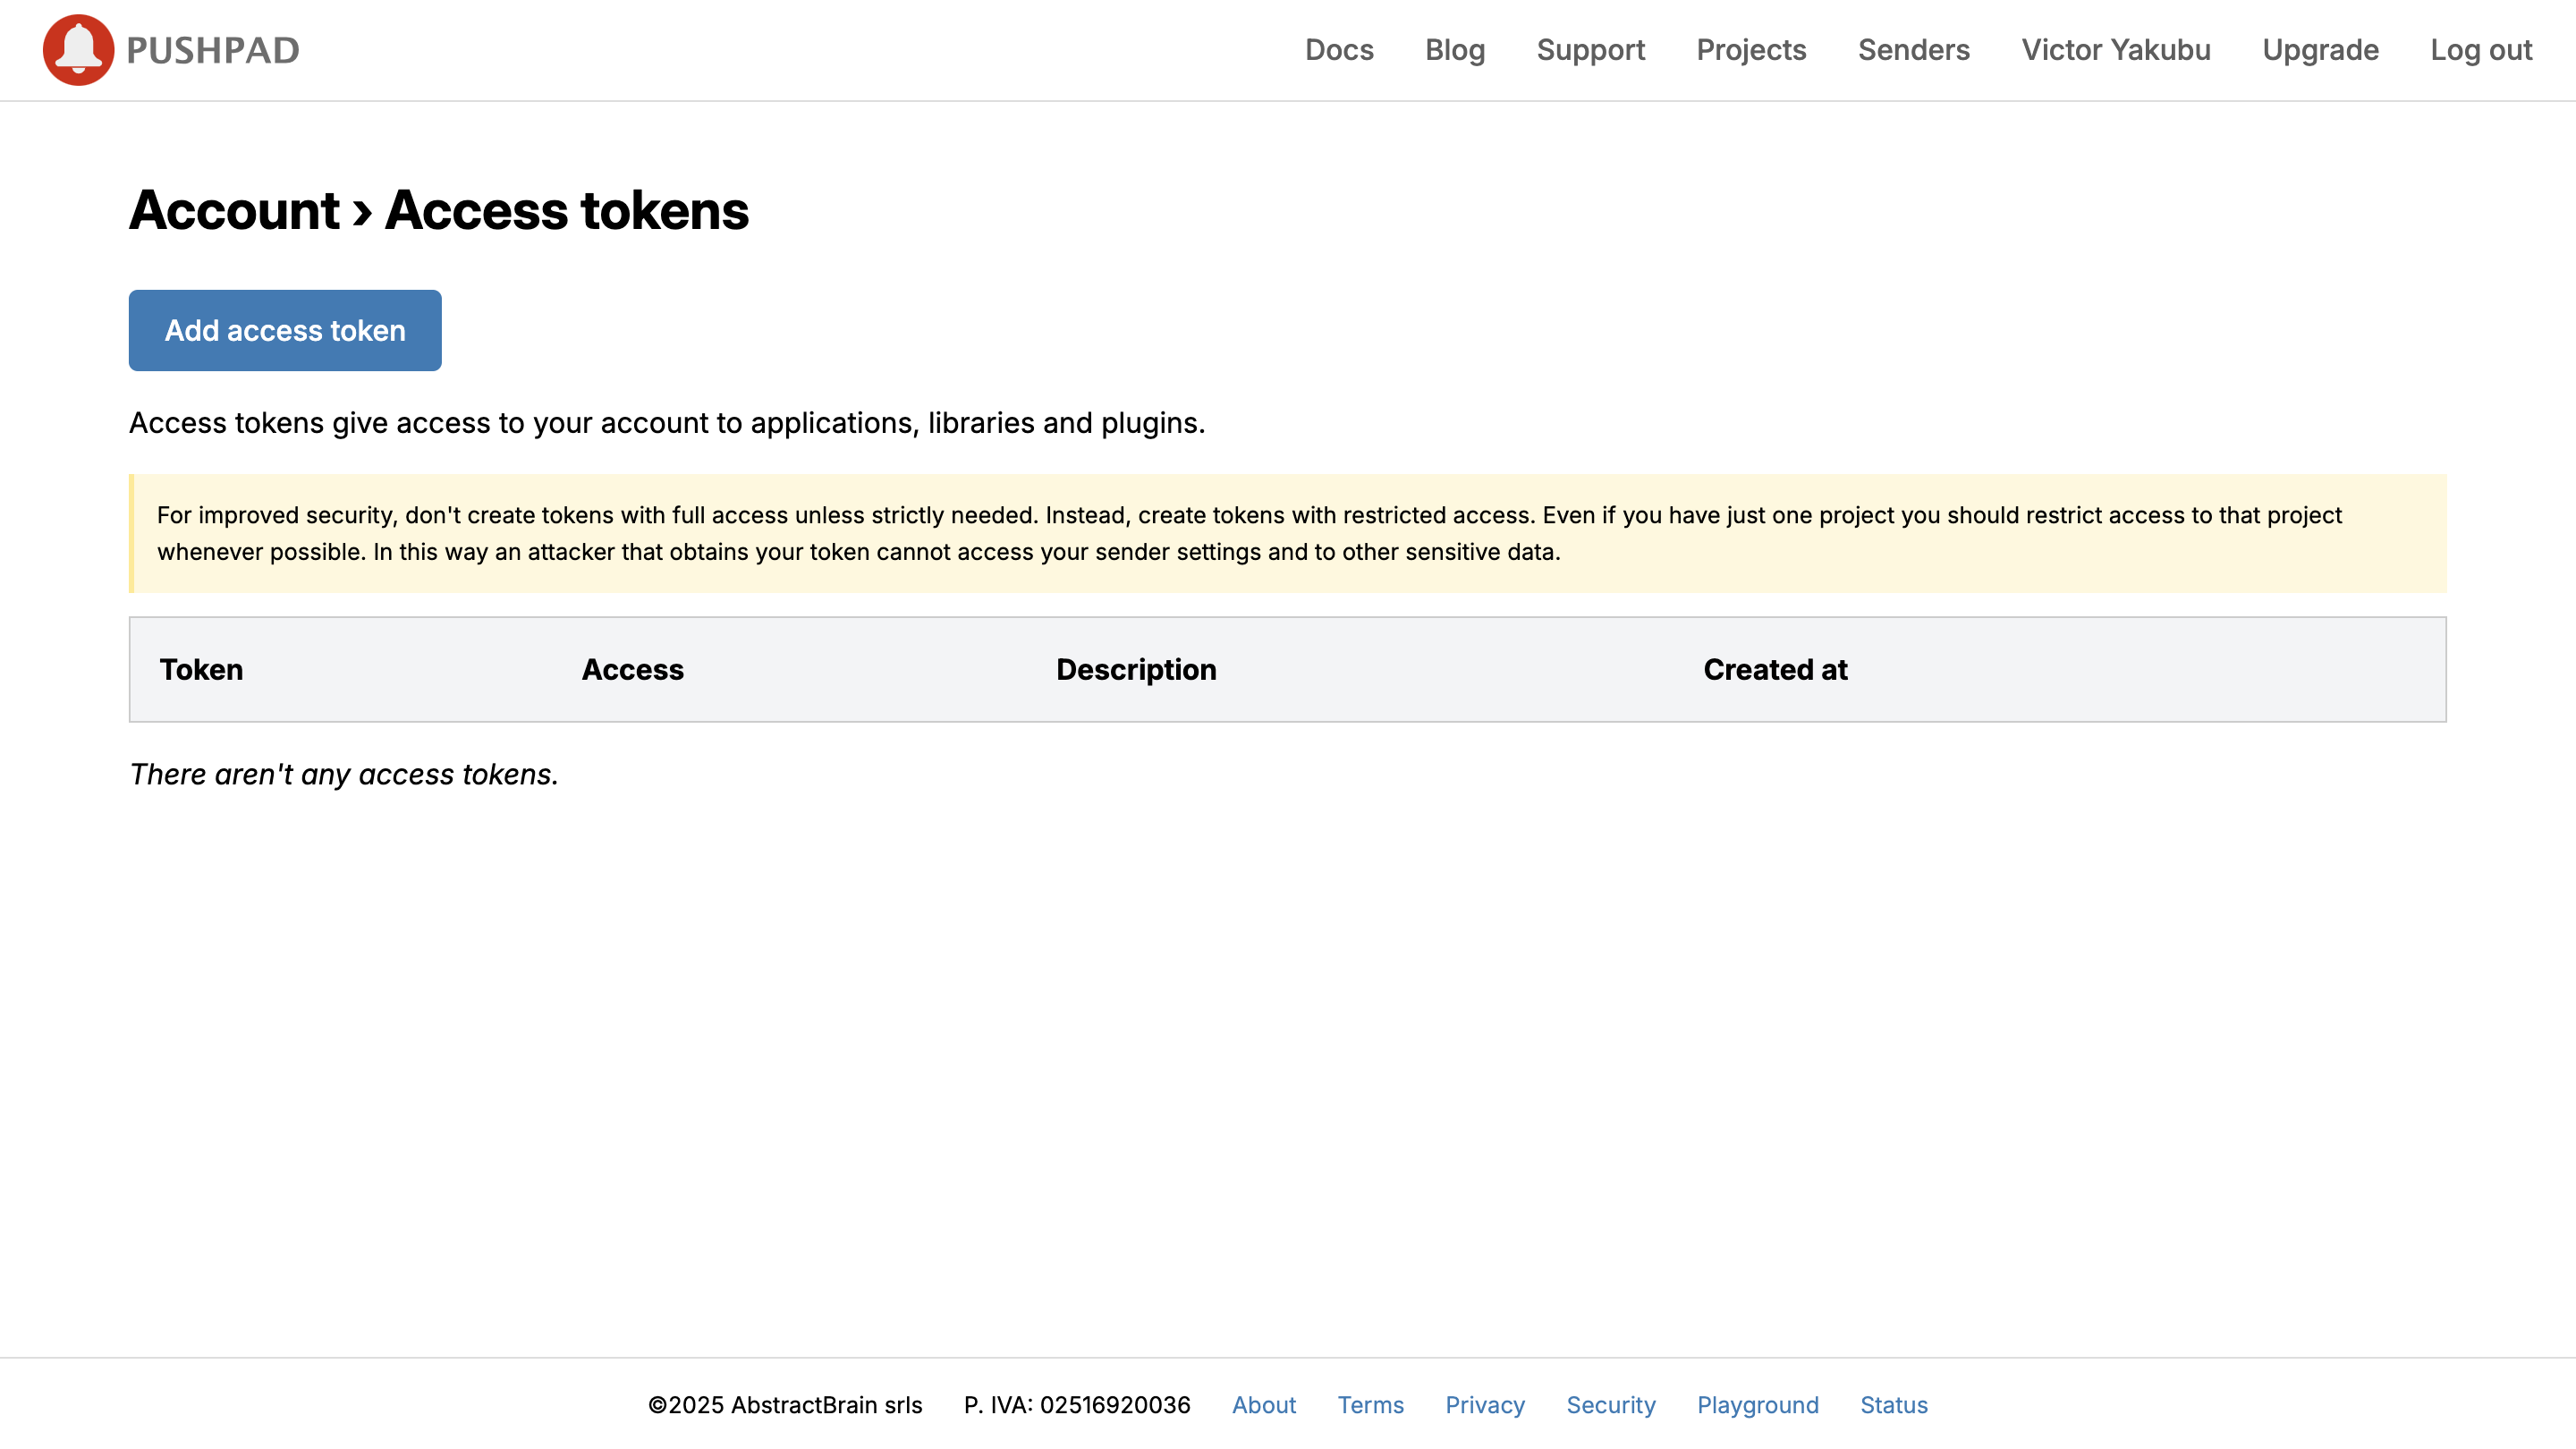 PUSHPAD
Docs Blog Support Projects Senders Victor Yakubu Upgrade Log out
Account › Access tokens
Add access token
Access tokens give access to your account to applications, libraries and plugins.
For improved security, don't create tokens with full access unless strictly needed. Instead, create tokens with restricted access. Even if you have just one project you should restrict access to that project
whenever possible. In this way an attacker that obtains your token cannot access your sender settings and to other sensitive data.
Token Access Description Created at
There aren't any access tokens.
©2025 AbstractBrain srls P. IVA: 02516920036 About Terms Privacy Security Playground Status